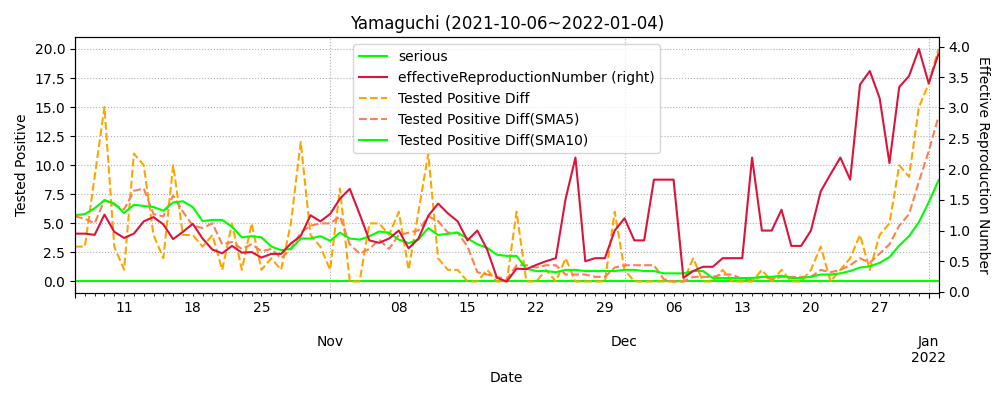 Yamaguchi (2021-10-06~2022-01-04)
serious
effectiveReproductionNumber (right)
Tested Positive Diff
Tested Positive Diff(SMA5)
Tested Positive Diff(SMA10)
Tested Positive
20.0
17.5
15.0
12.5
10.0
7.5
5.0
2.5
0.0
Effective Reproduction Number
4.0
3.5
3.0
2.5
2.0
1.5
1.0
0.5
0.0
11 18 25 08 15 22 29 06 13 20 27
Nov Dec Jan
2022
Date